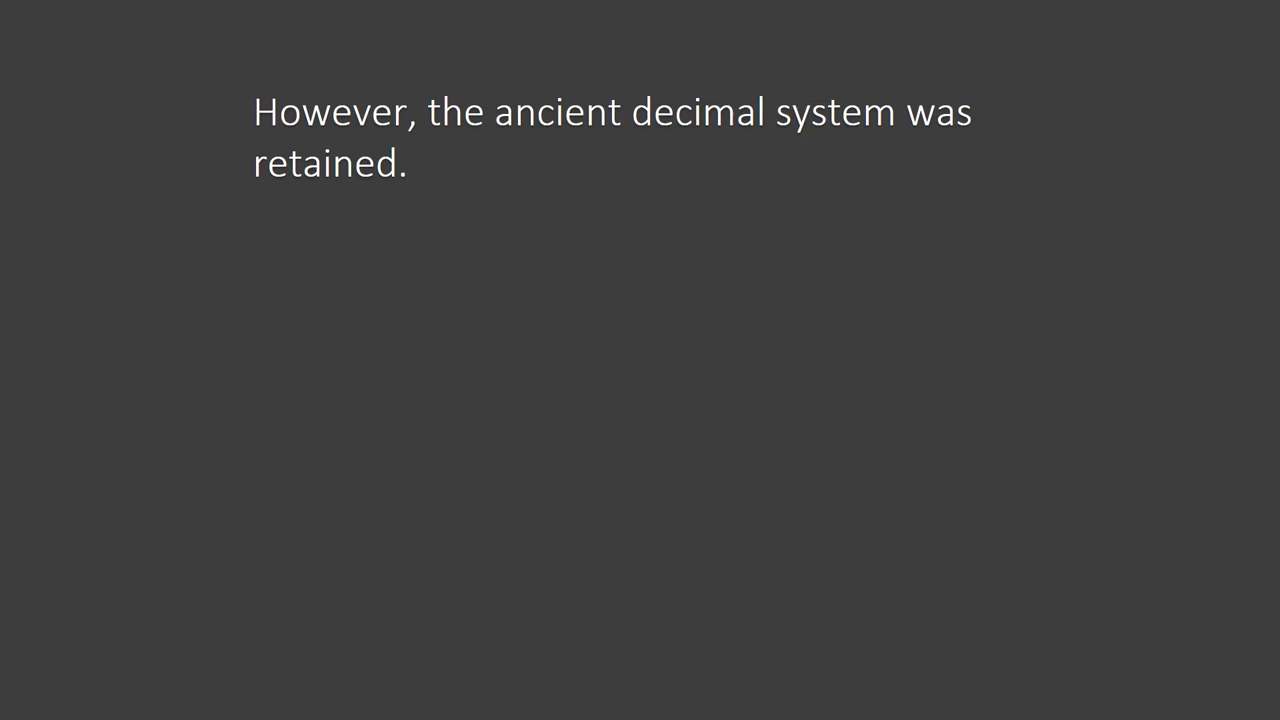 However, the ancient decimal system was
retained.